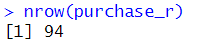 > nrow(purchase_r)
[1] 94